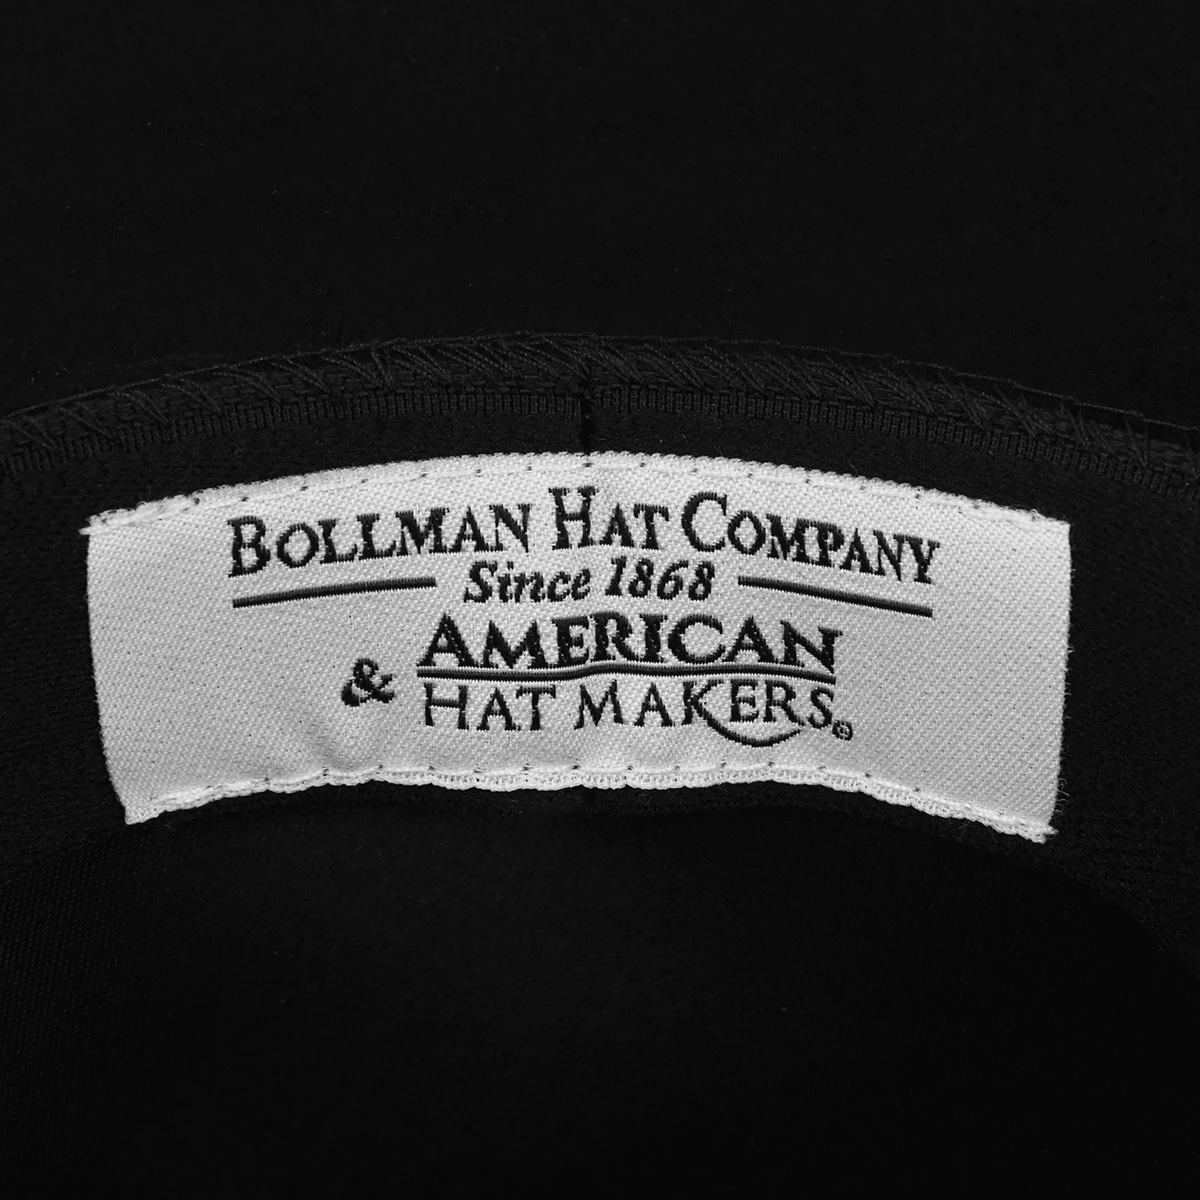 BOLLMAN HAT COMPANY
Since 1868
& AMERICAN
HAT MAKERS®